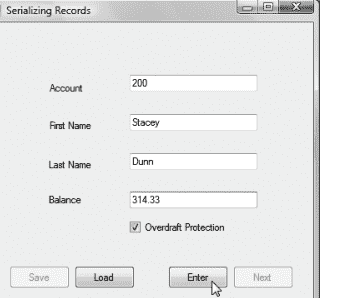 Serializing Records
Account 200
First Name Stacey
Last Name Dunn
Balance 314.33
Overdraft Protection
Save Load Enter Next